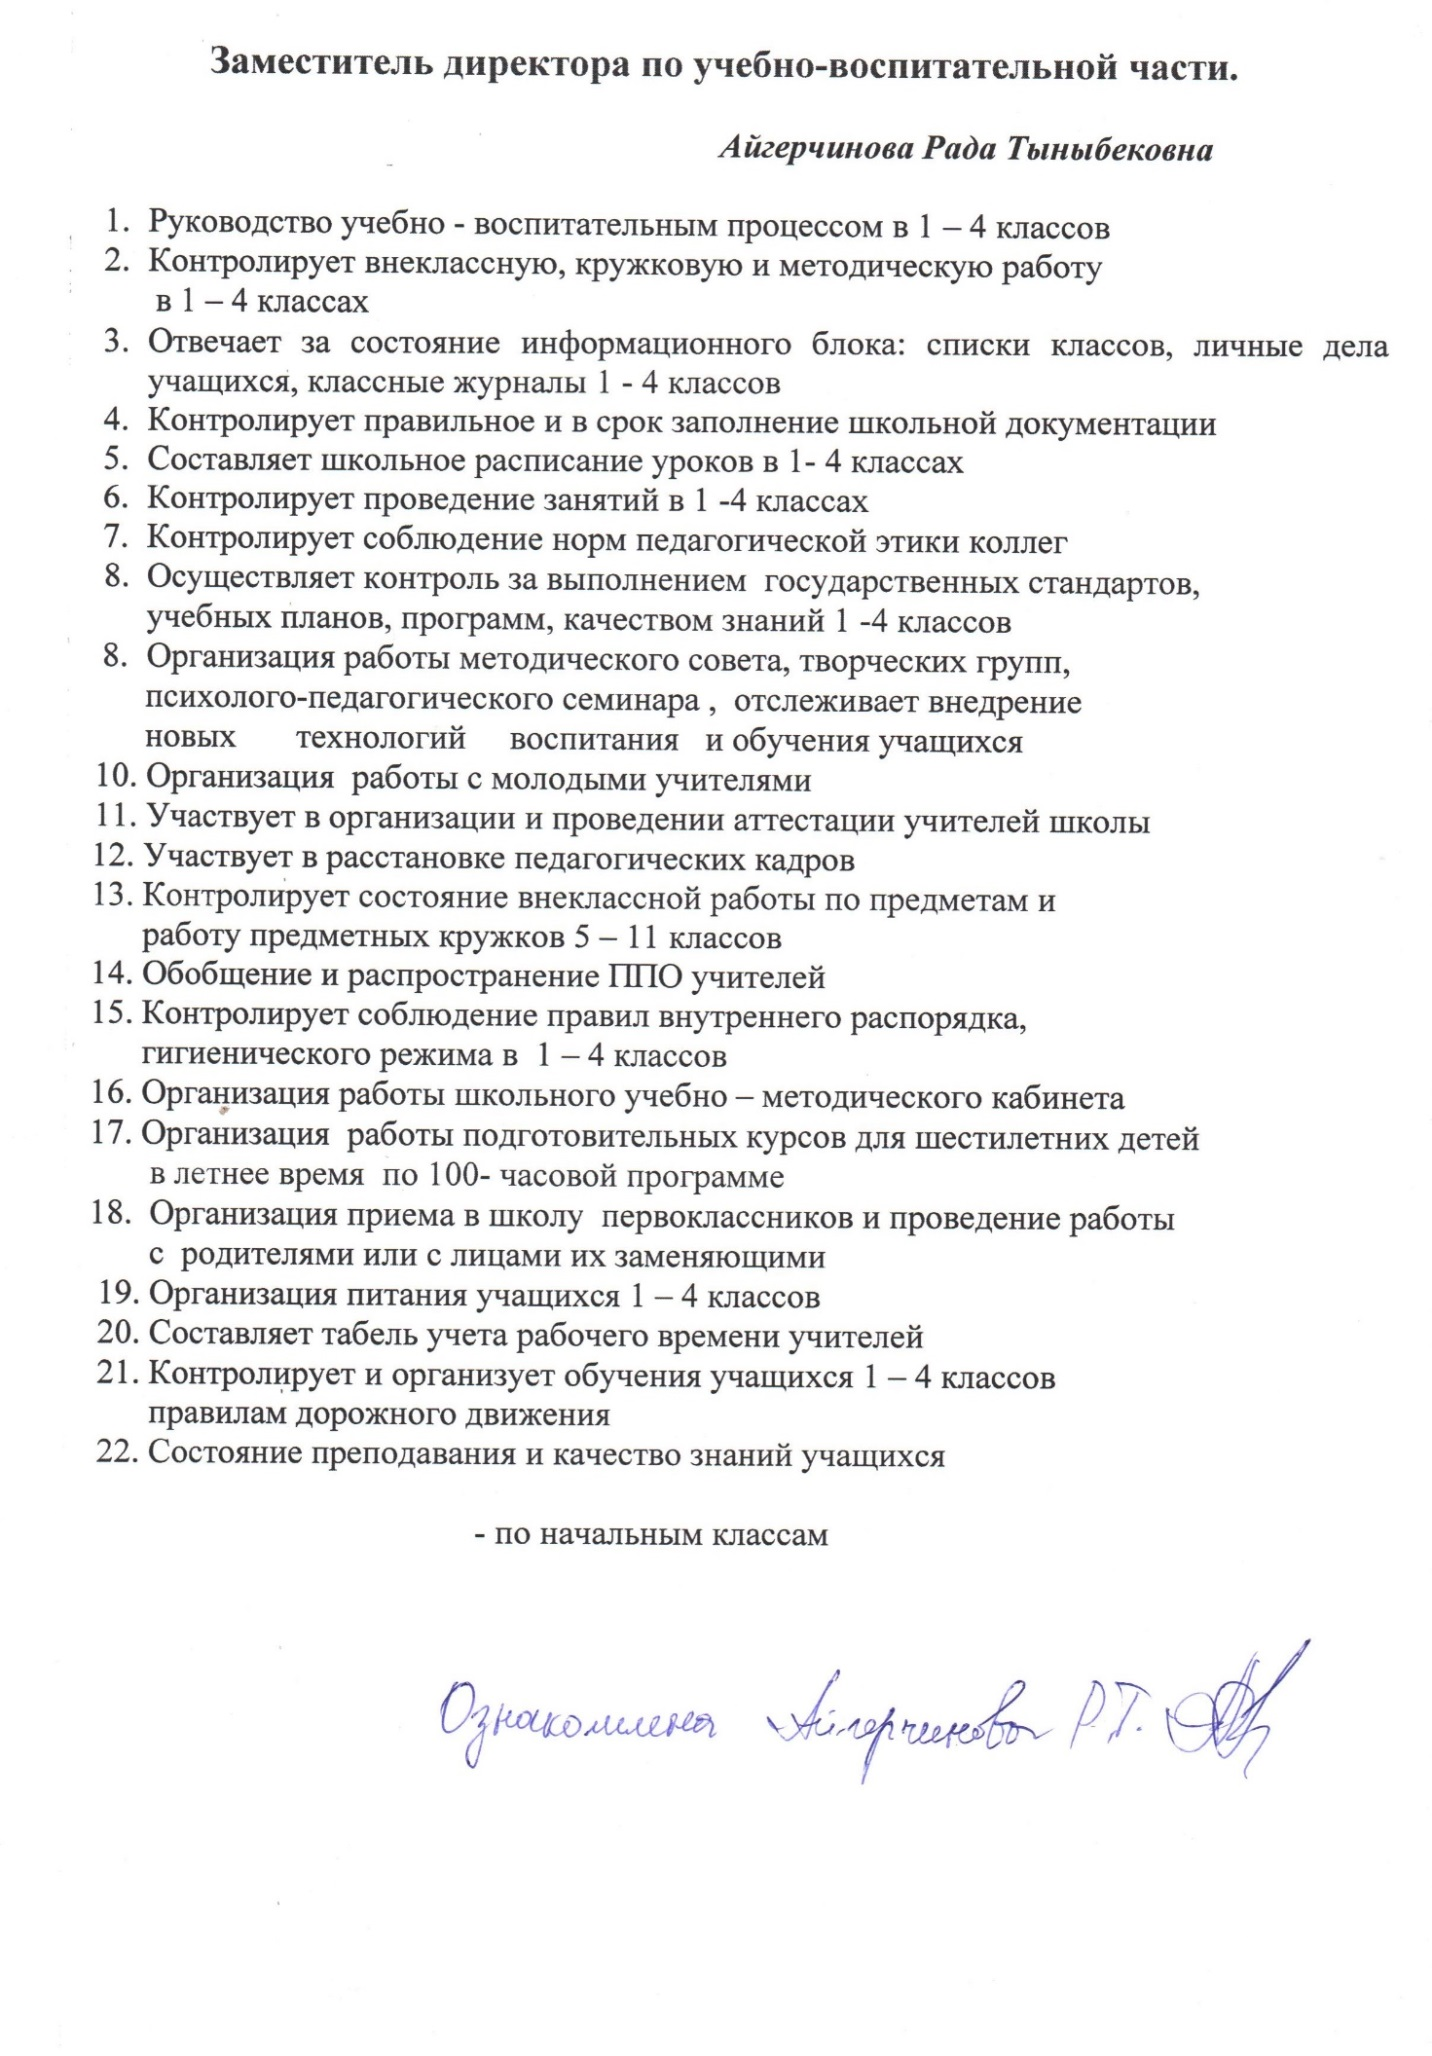 Заместитель директора по учебно-воспитательной части.
Айгерчинова Рада Тыныбековна
1. Руководство учебно - воспитательным процессом в 1 – 4 классов
2. Контролирует внеклассную, кружковую и методическую работу
в 1 – 4 классах
3. Отвечает за состояние информационного блока: списки классов, личные дела
учащихся, классные журналы 1 - 4 классов
4. Контролирует правильное и в срок заполнение школьной документации
5. Составляет школьное расписание уроков в 1- 4 классах
6. Контролирует проведение занятий в 1 -4 классах
7. Контролирует соблюдение норм педагогической этики коллег
8. Осуществляет контроль за выполнением государственных стандартов,
учебных планов, программ, качеством знаний 1 -4 классов
8. Организация работы методического совета, творческих групп,
психолого-педагогического семинара , отслеживает внедрение
новых технологий воспитания и обучения учащихся
10. Организация работы с молодыми учителями
11. Участвует в организации и проведении аттестации учителей школы
12. Участвует в расстановке педагогических кадров
13. Контролирует состояние внеклассной работы по предметам и
работу предметных кружков 5 – 11 классов
14. Обобщение и распространение ППО учителей
15. Контролирует соблюдение правил внутреннего распорядка,
гигиенического режима в 1 – 4 классов
16. Организация работы школьного учебно – методического кабинета
17. Организация работы подготовительных курсов для шестилетних детей
в летнее время по 100- часовой программе
18. Организация приема в школу первоклассников и проведение работы
с родителями или с лицами их заменяющими
19. Организация питания учащихся 1 – 4 классов
20. Составляет табель учета рабочего времени учителей
21. Контролирует и организует обучения учащихся 1 – 4 классов
правилам дорожного движения
22. Состояние преподавания и качество знаний учащихся
- по начальным классам
Ознакомлена Айгерчинова Р.Т.